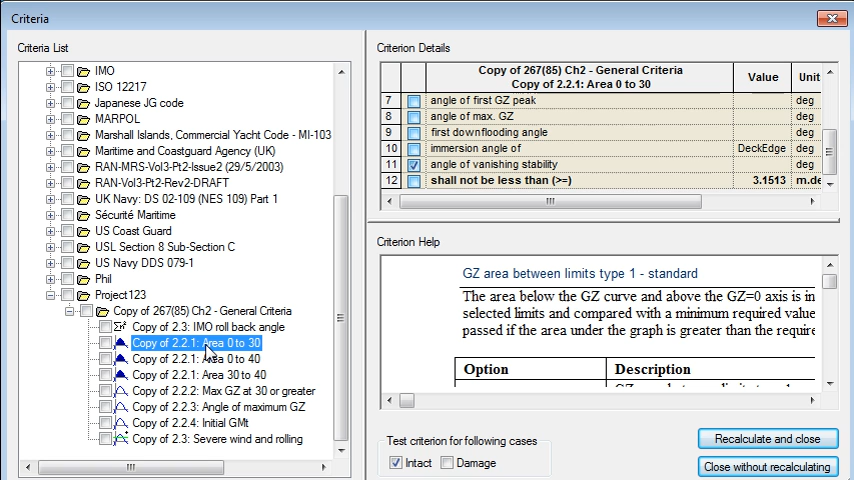 Criteria
Criteria List
IMO
ISO 12217
Japanese JG code
MARPOL
Marshall Islands, Commercial Yacht Code - MI-103
Maritime and Coastguard Agency (UK)
RAN-MRS-Vol3-Pt2-Issue2 (29/5/2003)
RAN-Vol3-Pt2-Rev2-DRAFT
UK Navy: DS 02-109 (NES 109) Part 1
Sécurité Maritime
US Coast Guard
USL Section 8 Sub-Section C
US Navy DDS 079-1
Phil
Project123
Copy of 267(85) Ch2 - General Criteria
Copy of 2.3: IMO roll back angle
Copy of 2.2.1: Area 0 to 30
Copy of 2.2.1: Area 0 to 40
Copy of 2.2.1: Area 30 to 40
Copy of 2.2.2: Max GZ at 30 or greater
Copy of 2.2.3: Angle of maximum GZ
Copy of 2.2.4: Initial GMt
Copy of 2.3: Severe wind and rolling
Criterion Details
Copy of 267(85) Ch2 - General Criteria
Copy of 2.2.1: Area 0 to 30
Value
Unit
7 angle of first GZ peak deg
8 angle of max. GZ deg
9 first downflooding angle deg
10 immersion angle of DeckEdge deg
11 angle of vanishing stability deg
12 shall not be less than (>=) 3.1513 m.de
Criterion Help
GZ area between limits type 1 - standard
The area below the GZ curve and above the GZ=0 axis is in
selected limits and compared with a minimum required value
passed if the area under the graph is greater than the require
Option Description
Test criterion for following cases
Intact Damage
Recalculate and close
Close without recalculating